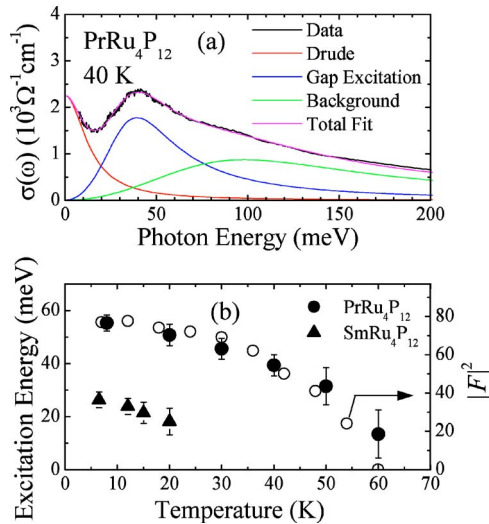 PrRu₄P₁₂ (a)
40 K
Data
Drude
Gap Excitation
Background
Total Fit
σ(ω) (10³Ω⁻¹cm⁻¹)
4
3
2
1
0
0 50 100 150 200
Photon Energy (meV)
(b)
PrRu₄P₁₂
SmRu₄P₁₂
Excitation Energy (meV)
60
40
20
0
80
60
40
20
0
|F|²
0 10 20 30 40 50 60 70
Temperature (K)